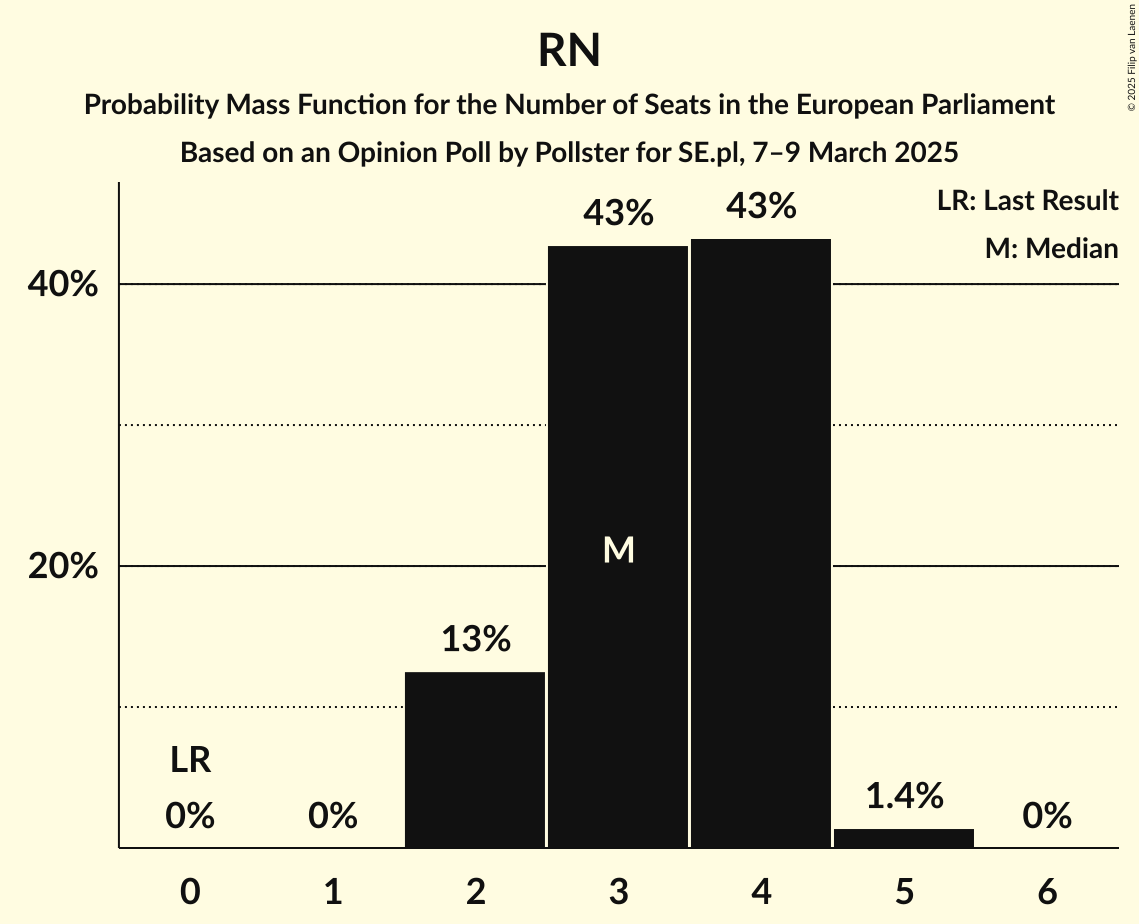 RN
Probability Mass Function for the Number of Seats in the European Parliament
Based on an Opinion Poll by Pollster for SE.pl, 7–9 March 2025
© 2025 Filip van Laenen
LR: Last Result
M: Median
43%
43%
40%
M
20%
13%
LR
1.4%
0%
0%
0%
0 1 2 3 4 5 6